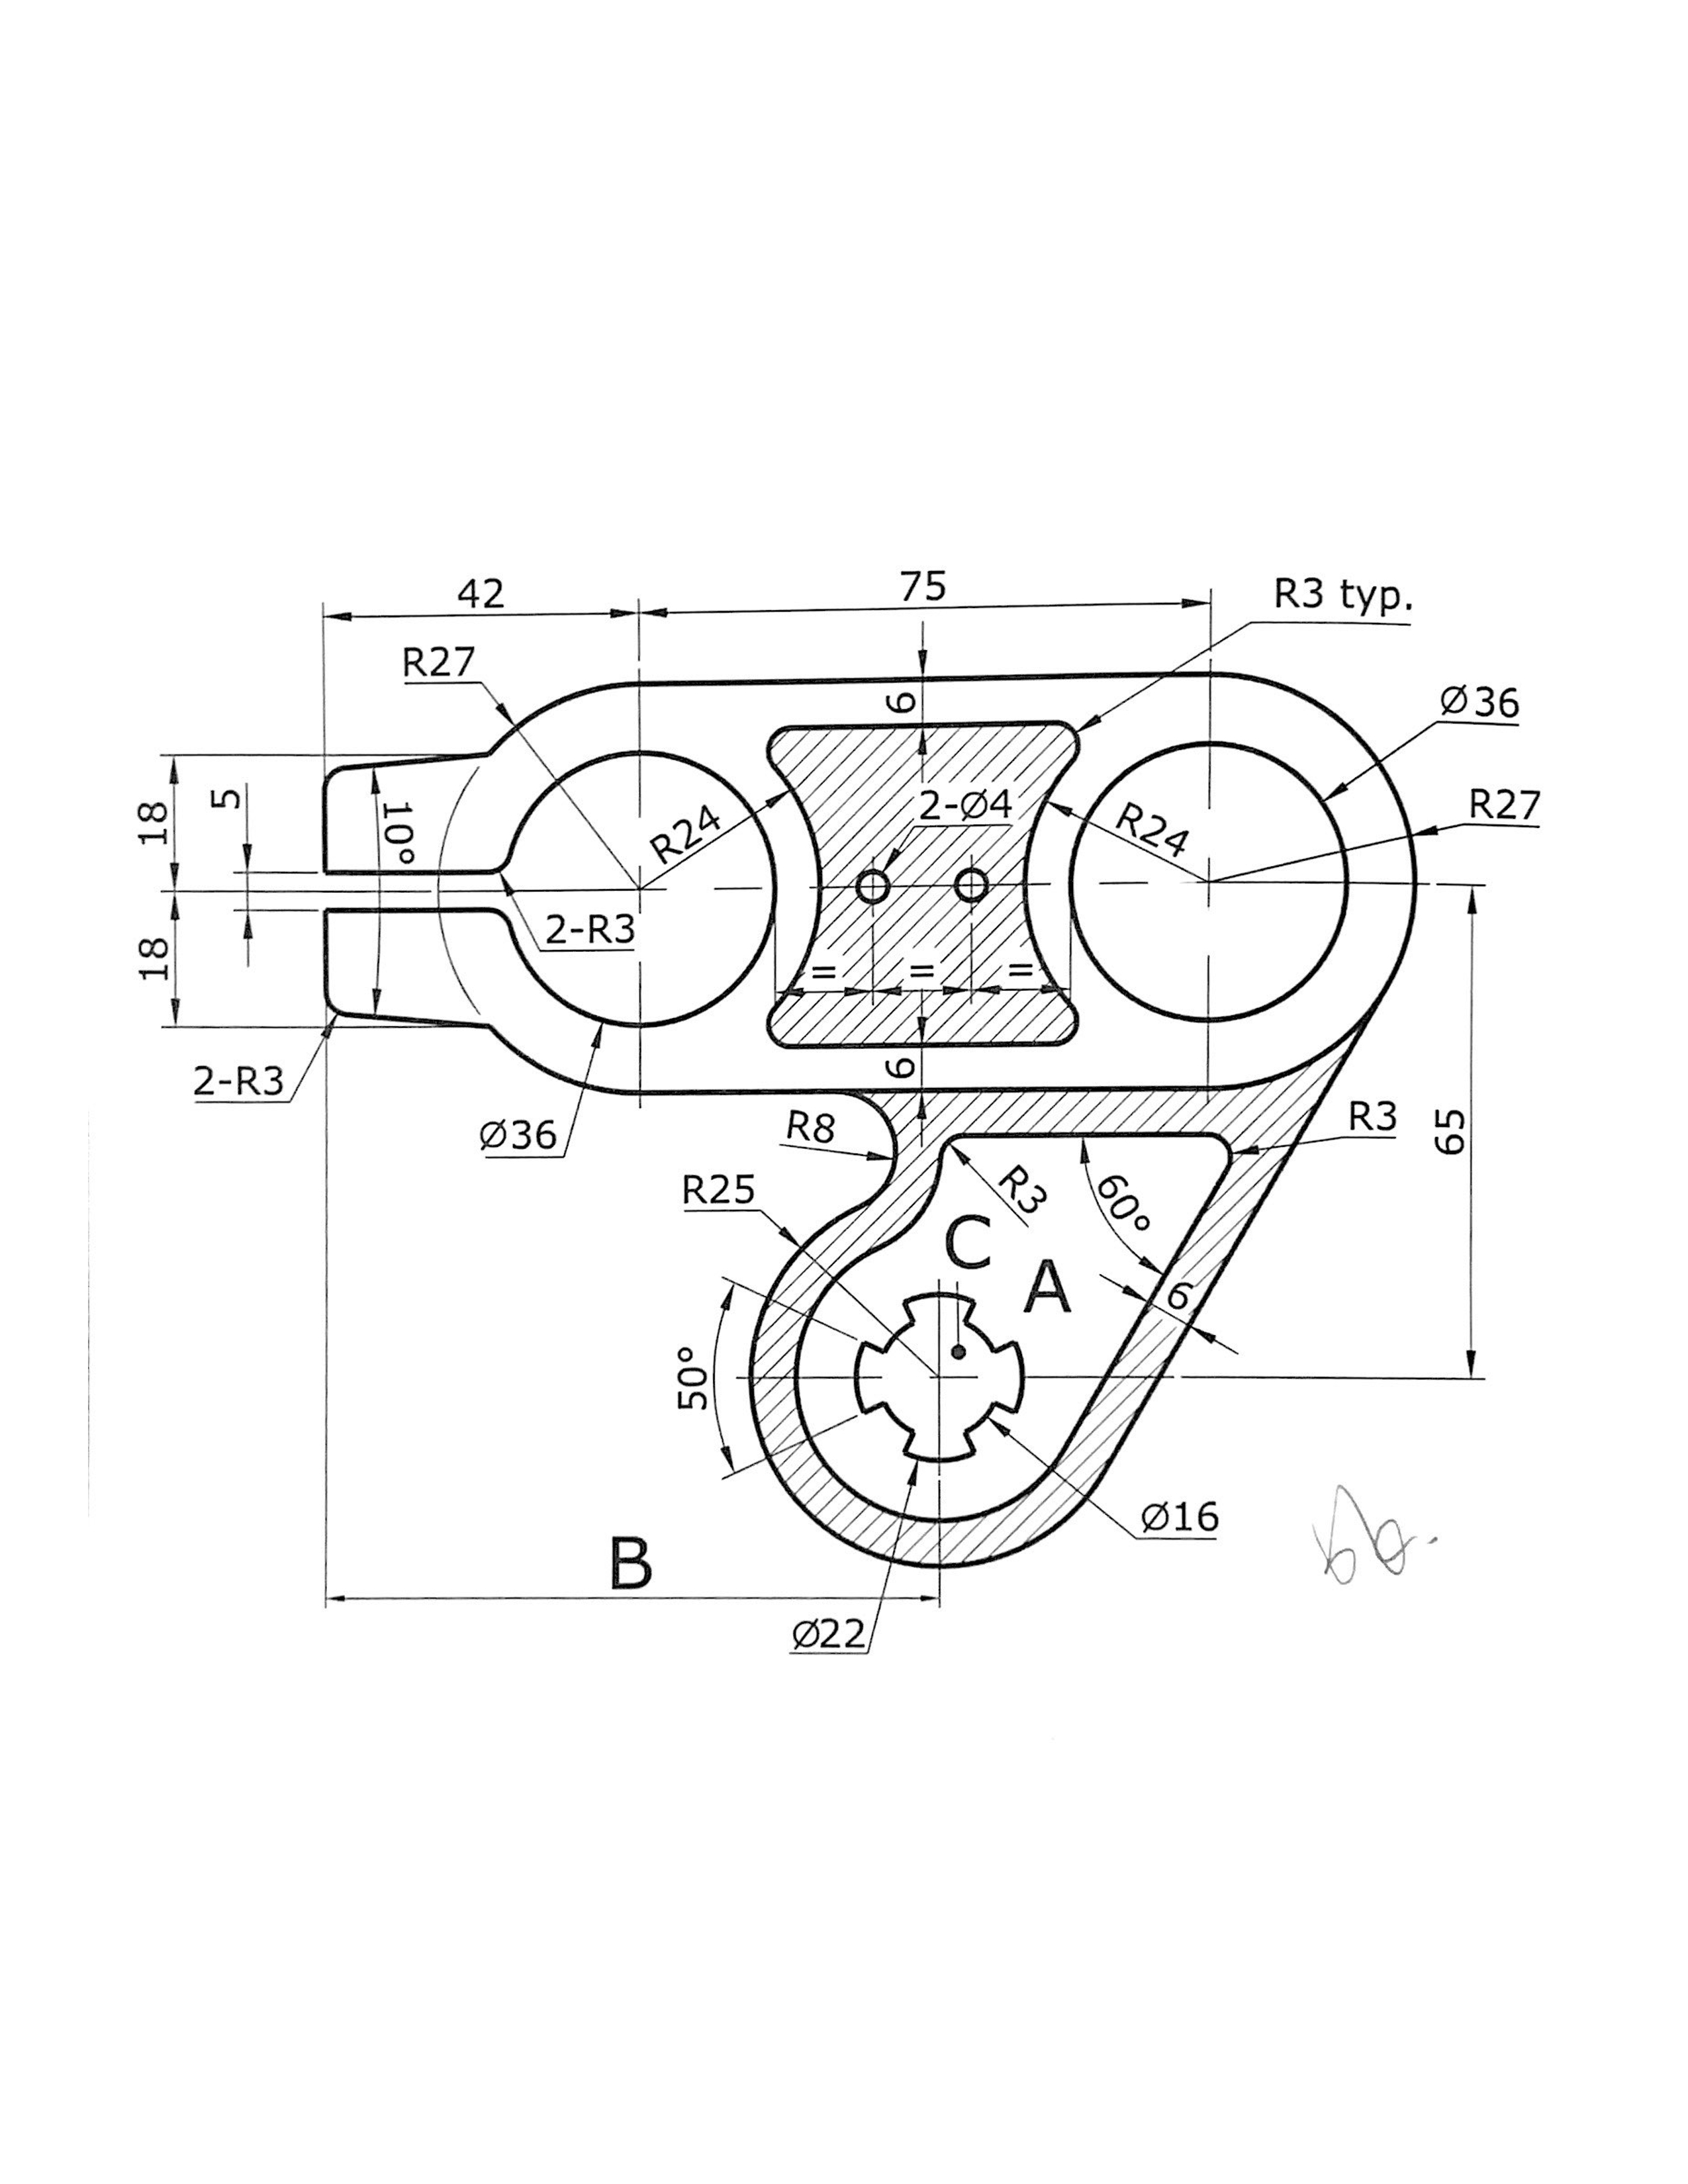 42
75
R3 typ.
R27
6
Ø36
18
5
10°
R24
2-Ø4
R24
R27
18
2-R3
= = =
2-R3
6
Ø36
R8
R3
65
R25
R3
60°
C
A
6
50°
Ø16
B
Ø22